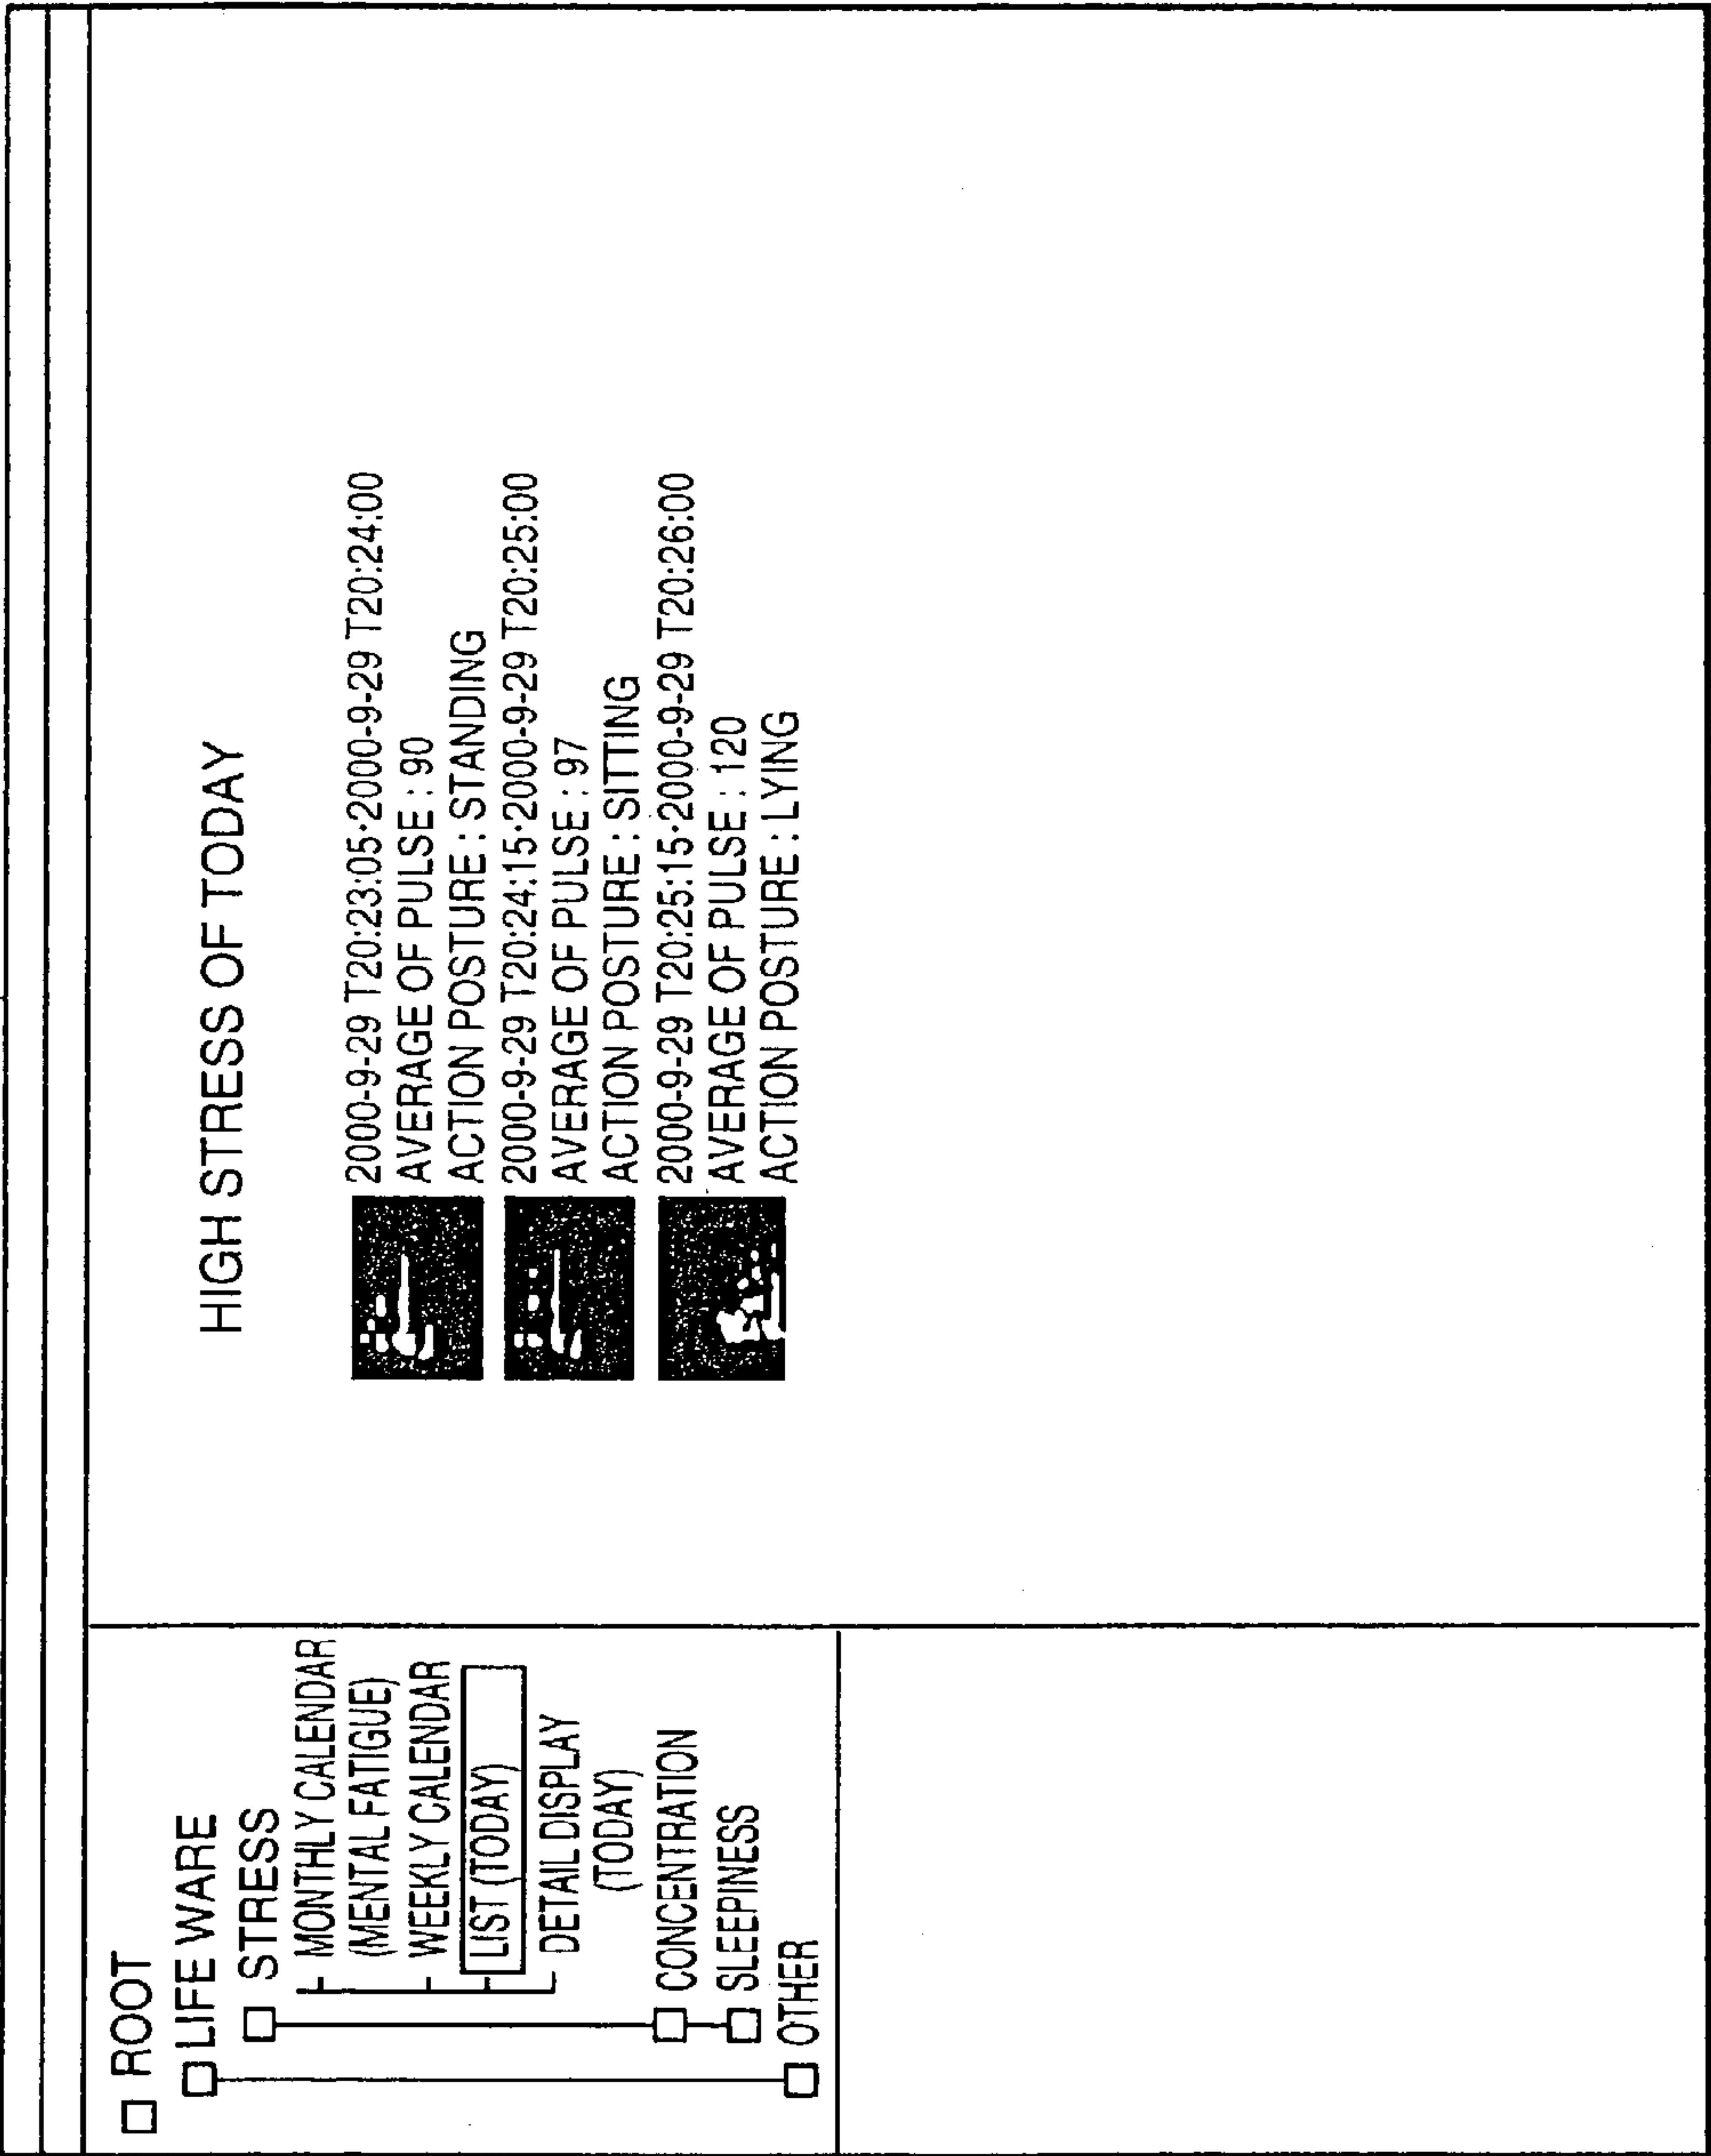 ROOT
LIFE WARE
STRESS
MONTHLY CALENDAR
(MENTAL FATIGUE)
WEEKLY CALENDAR
LIST (TODAY)
DETAIL DISPLAY
(TODAY)
CONCENTRATION
SLEEPINESS
OTHER
HIGH STRESS OF TODAY
2000-9-29 T20:23:05·2000-9-29 T20:24:00
AVERAGE OF PULSE : 90
ACTION POSTURE : STANDING
2000-9-29 T20:24:15·2000-9-29 T20:25:00
AVERAGE OF PULSE : 97
ACTION POSTURE : SITTING
2000-9-29 T20:25:15·2000-9-29 T20:26:00
AVERAGE OF PULSE : 120
ACTION POSTURE : LYING